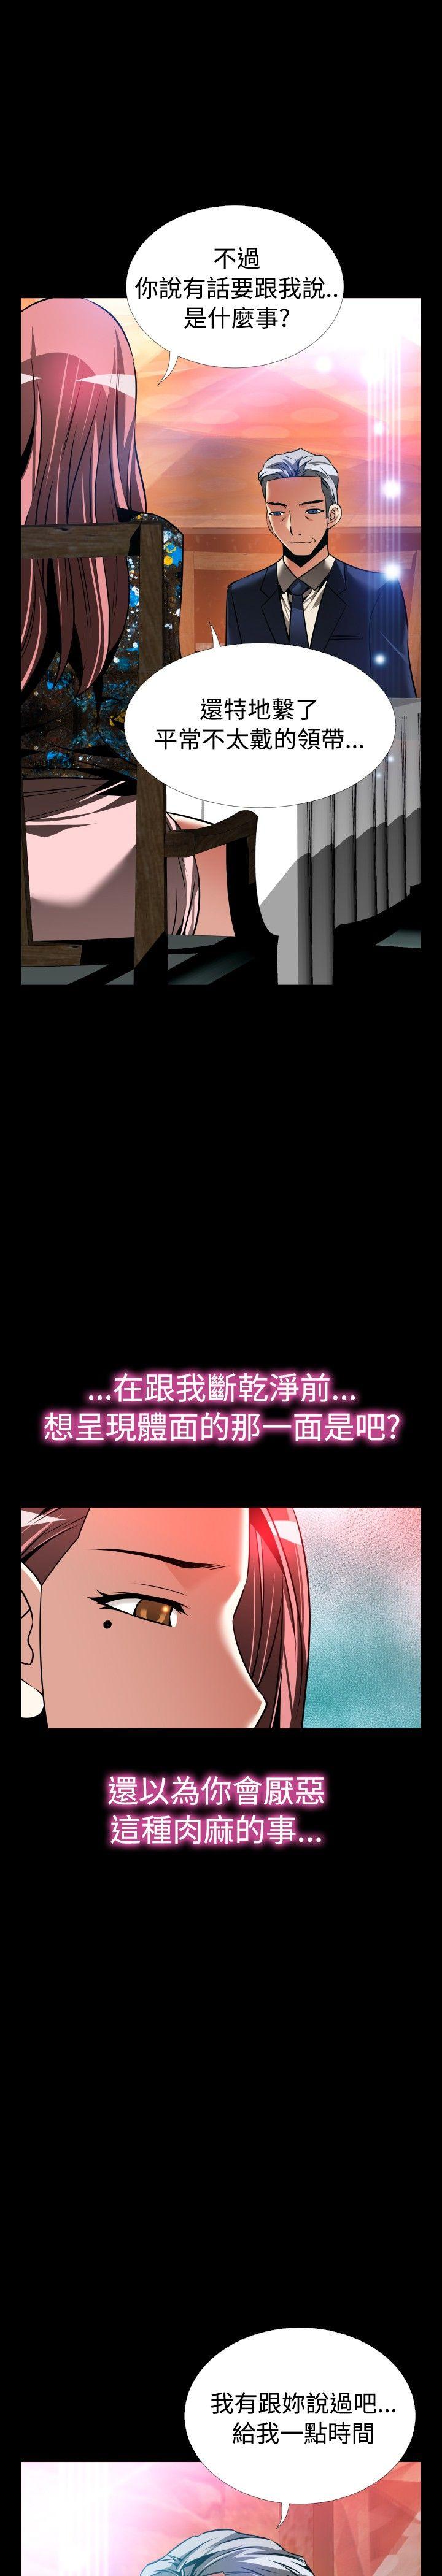 不過
你說有話要跟我說..
是什麼事?
還特地繫了
平常不太戴的領帶...
...在跟我斷乾淨前...
想呈現體面的那一面是吧?
還以為你會厭惡
這種肉麻的事...
我有跟妳說過吧...
給我一點時間